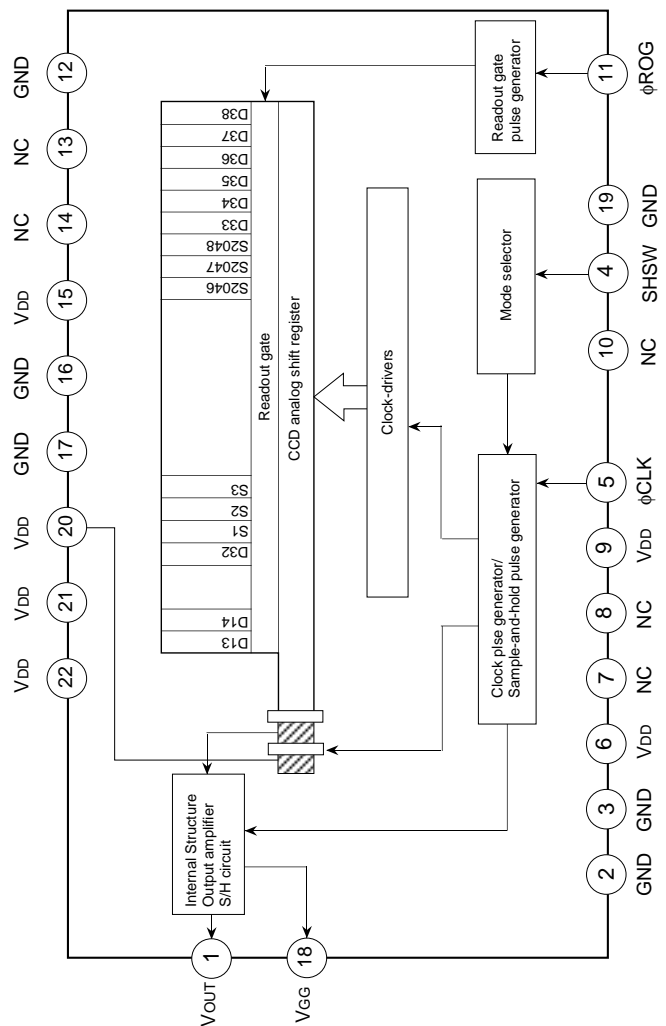 GND
12
NC
13
NC
14
VDD
15
GND
16
GND
17
VDD
20
VDD
21
VDD
22
D38
D37
D36
D35
D34
D33
S2048
S2047
S2046
S3
S2
S1
D32
D14
D13
Readout gate
CCD analog shift register
Clock-drivers
Readout gate
pulse generator
Mode selector
Clock plse generator/
Sample-and-hold pulse generator
Internal Structure
Output amplifier
S/H circuit
VOUT
1
VGG
18
11
ϕROG
19
GND
4
SHSW
10
NC
5
ϕCLK
9
VDD
8
NC
7
NC
6
VDD
3
GND
2
GND